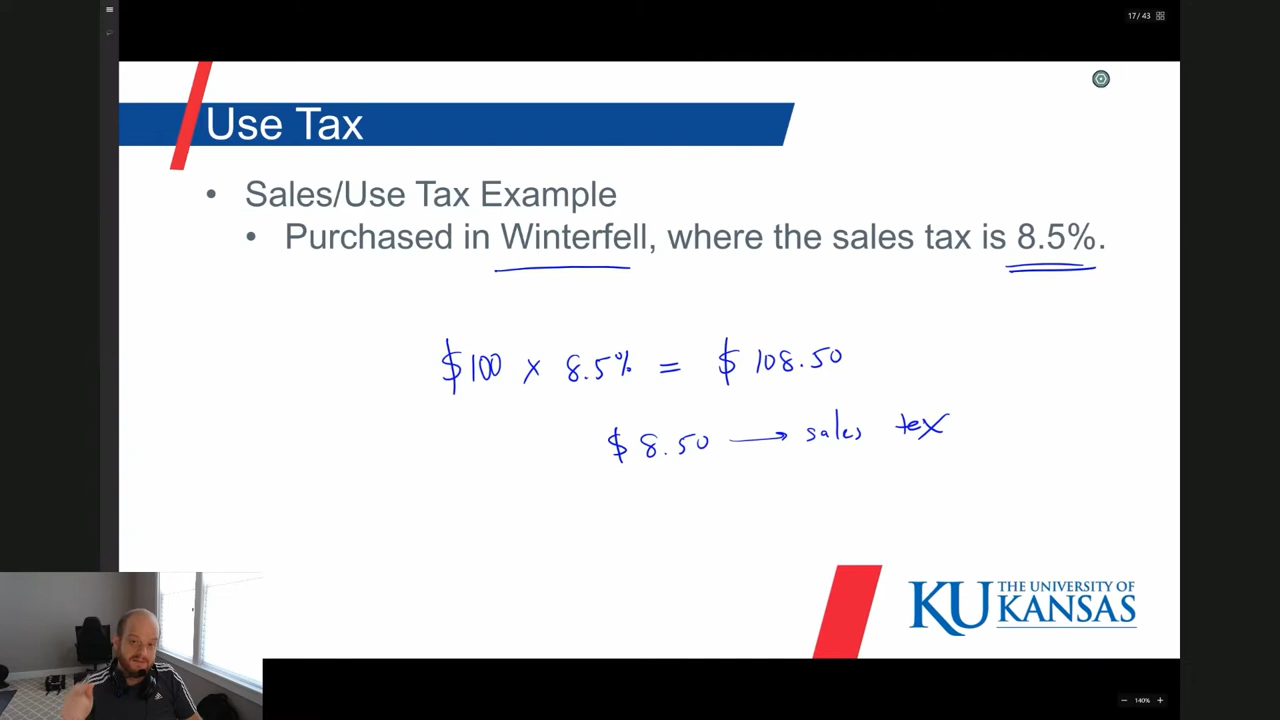 17/43
Use Tax
• Sales/Use Tax Example
• Purchased in Winterfell, where the sales tax is 8.5%.
$100 x 8.5% = $108.50
$8.50 → sales tex
KU THE UNIVERSITY OF
KANSAS
140%